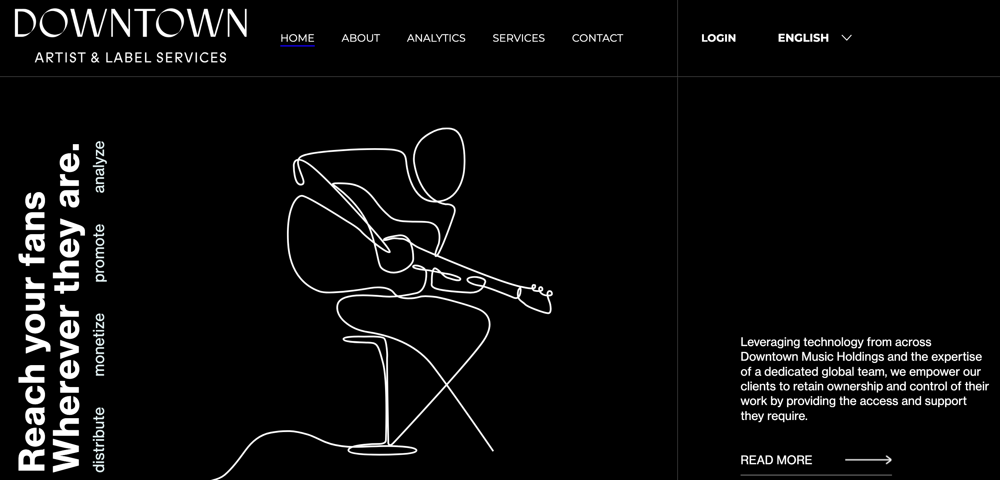 DOWNTOWN
ARTIST & LABEL SERVICES
HOME
ABOUT
ANALYTICS
SERVICES
CONTACT
LOGIN
ENGLISH
Reach your fans
Wherever they are.
distribute
monetize
promote
analyze
Leveraging technology from across
Downtown Music Holdings and the expertise
of a dedicated global team, we empower our
clients to retain ownership and control of their
work by providing the access and support
they require.
READ MORE